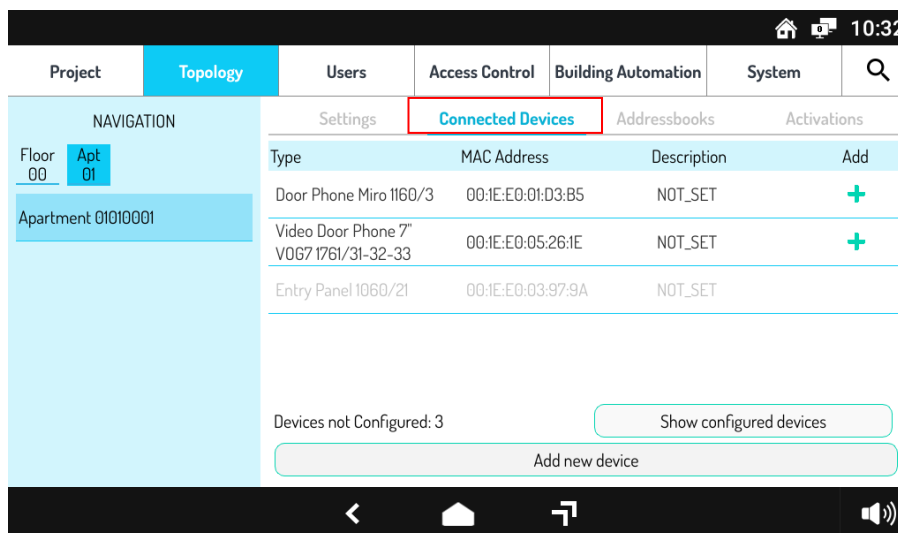 10:32
Project Topology Users Access Control Building Automation System
NAVIGATION
Settings Connected Devices Addressbooks Activations
Floor 00
Apt 01
Apartment 01010001
Type MAC Address Description Add
Door Phone Miro 1160/3 00:1E:E0:01:D3:B5 NOT_SET
Video Door Phone 7"
VOG7 1761/31-32-33 00:1E:E0:05:26:1E NOT_SET
Entry Panel 1060/21 00:1E:E0:03:97:9A NOT_SET
Devices not Configured: 3
Show configured devices
Add new device